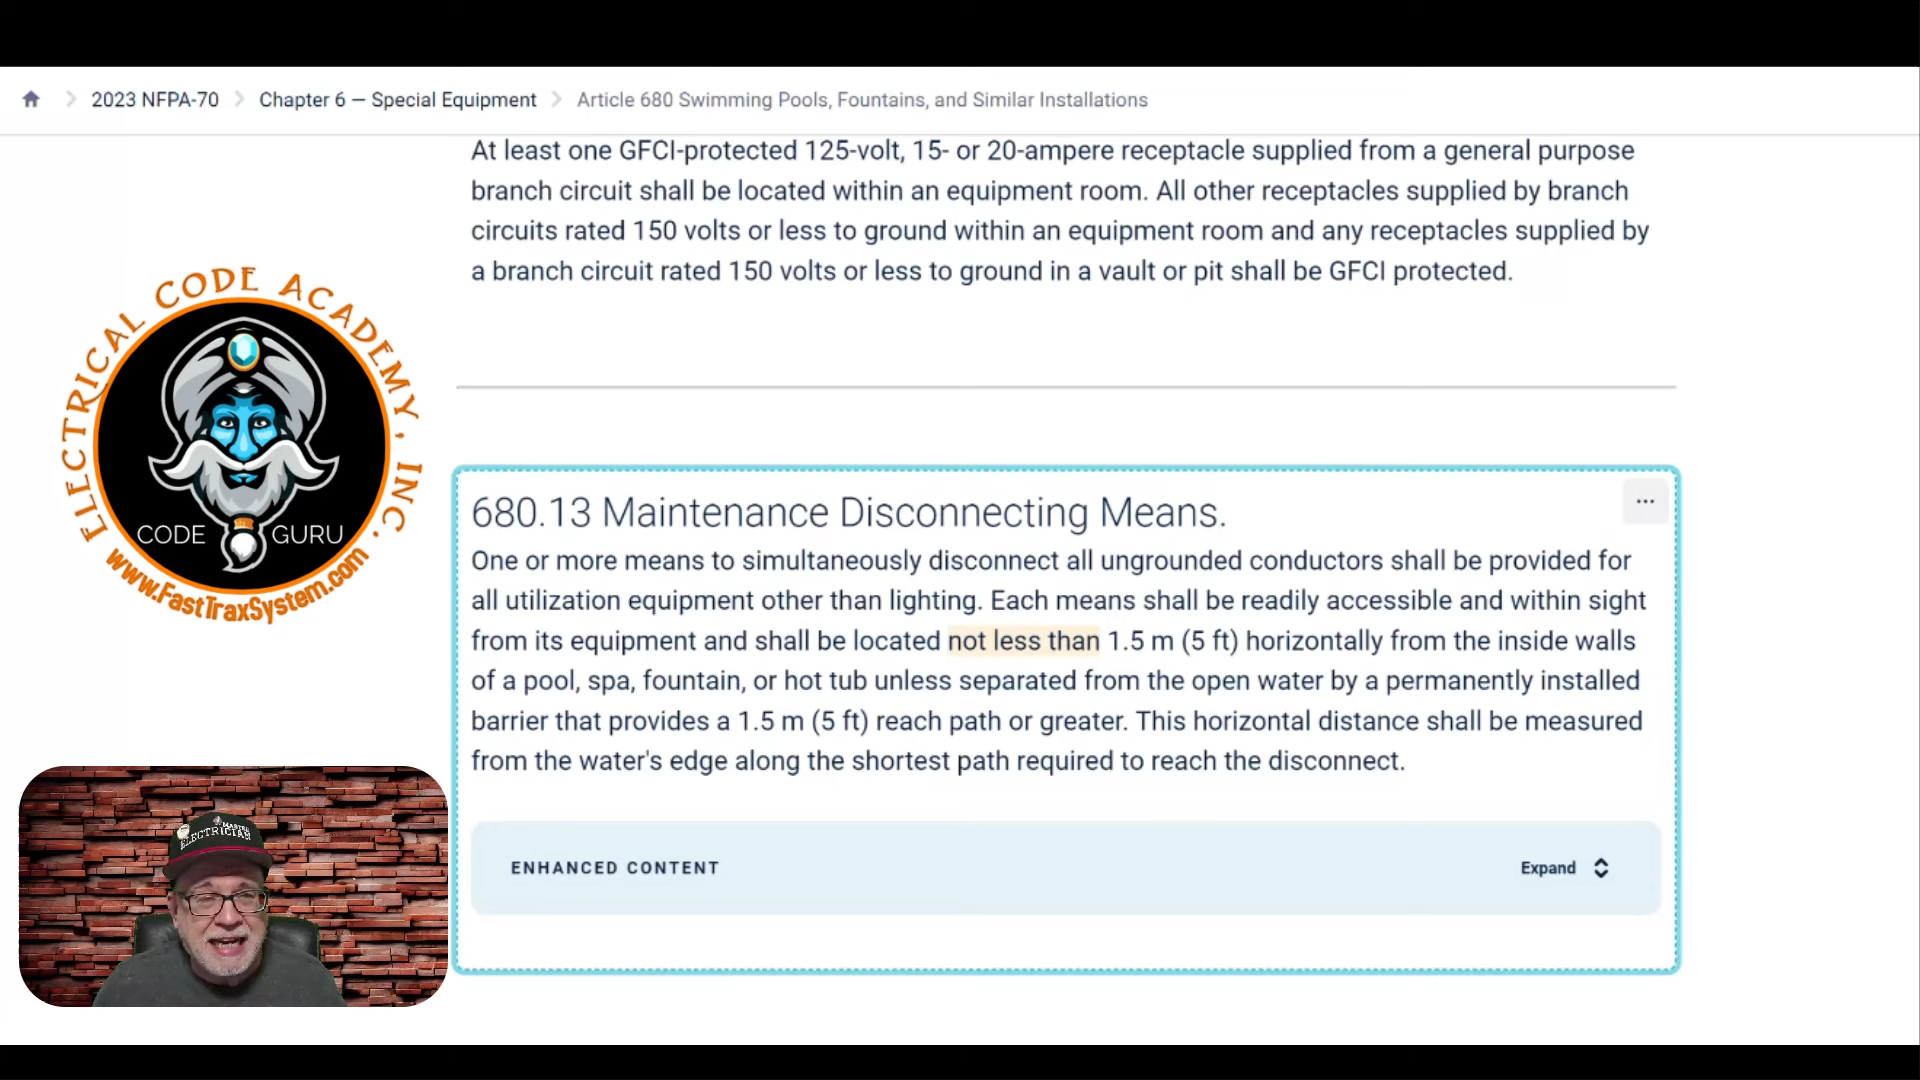 2023 NFPA-70
Chapter 6 – Special Equipment
Article 680 Swimming Pools, Fountains, and Similar Installations
At least one GFCI-protected 125-volt, 15- or 20-ampere receptacle supplied from a general purpose
branch circuit shall be located within an equipment room. All other receptacles supplied by branch
circuits rated 150 volts or less to ground within an equipment room and any receptacles supplied by
a branch circuit rated 150 volts or less to ground in a vault or pit shall be GFCI protected.
ELECTRICAL CODE ACADEMY, INC.
CODE GURU
www.FastTraxSystem.com
680.13 Maintenance Disconnecting Means.
...
One or more means to simultaneously disconnect all ungrounded conductors shall be provided for
all utilization equipment other than lighting. Each means shall be readily accessible and within sight
from its equipment and shall be located not less than 1.5 m (5 ft) horizontally from the inside walls
of a pool, spa, fountain, or hot tub unless separated from the open water by a permanently installed
barrier that provides a 1.5 m (5 ft) reach path or greater. This horizontal distance shall be measured
from the water's edge along the shortest path required to reach the disconnect.
ENHANCED CONTENT
Expand
MASTER
ELECTRICIAN